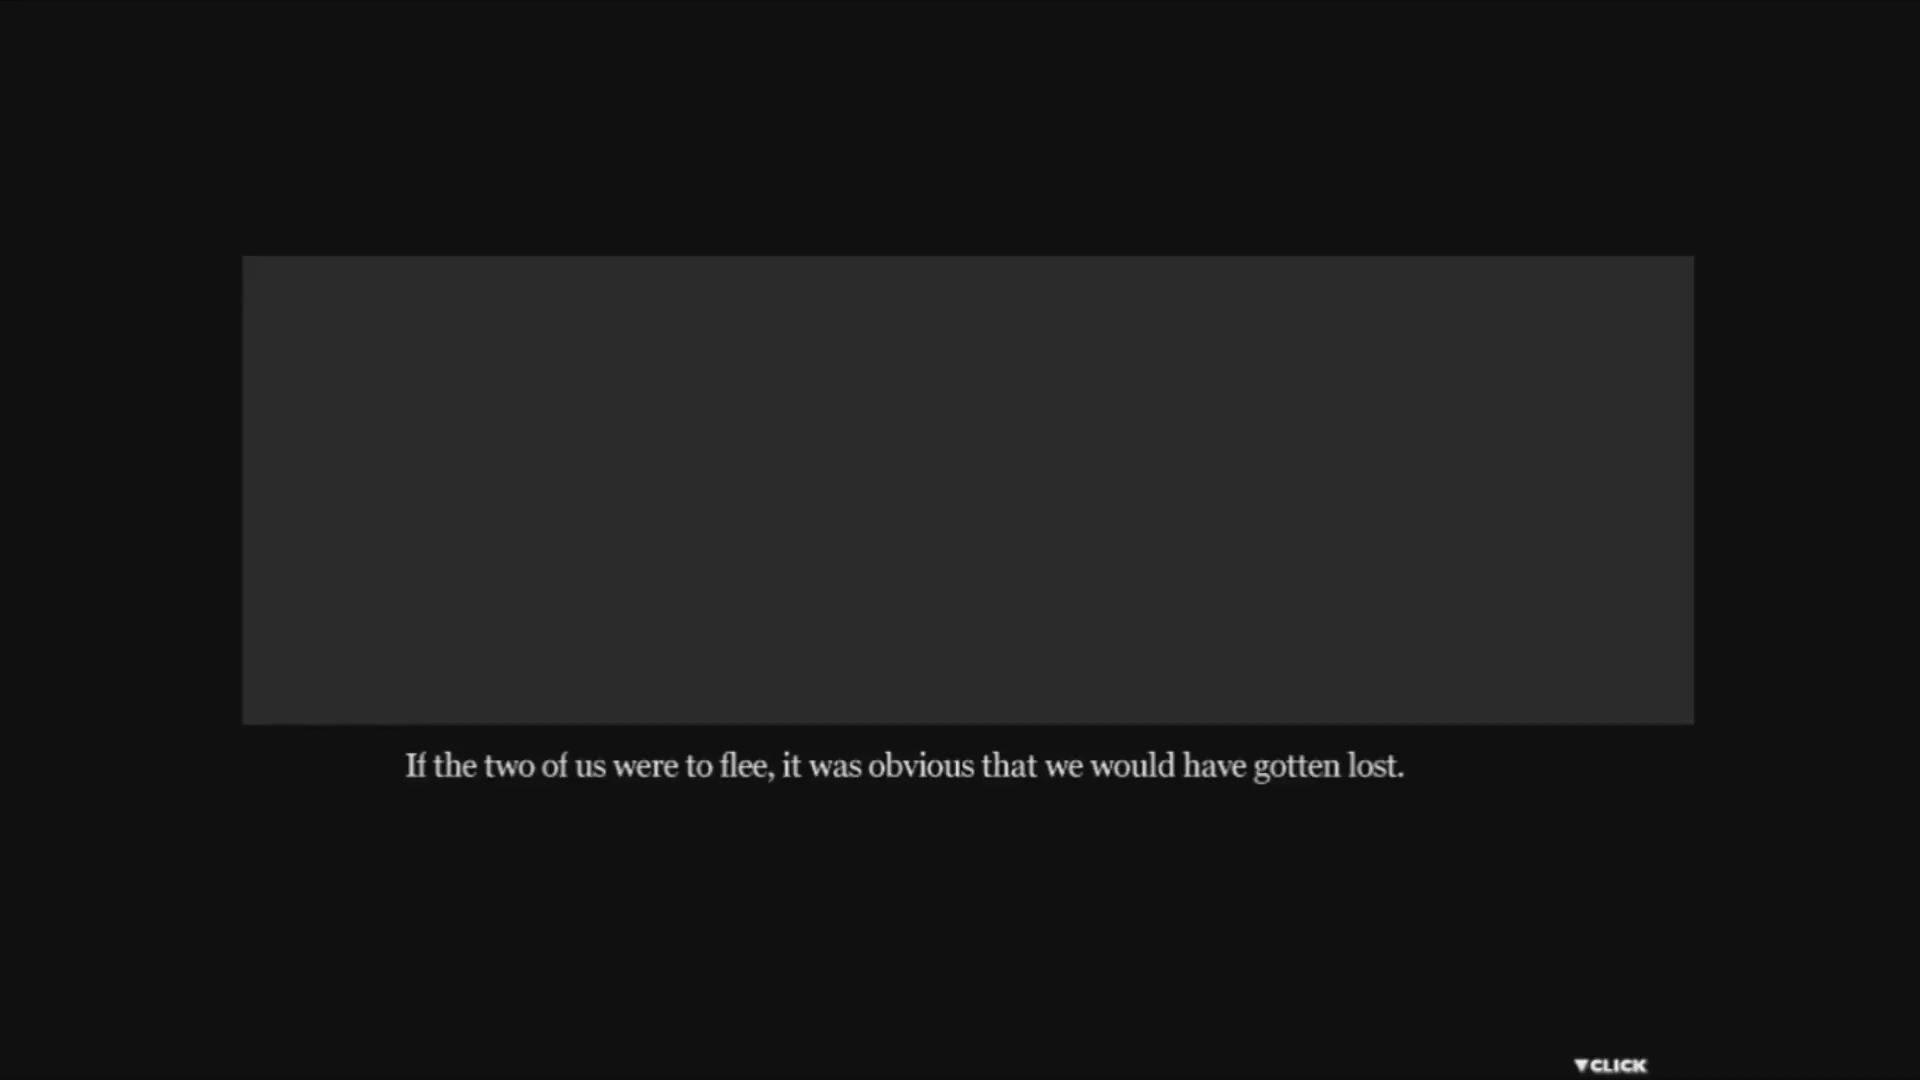 If the two of us were to flee, it was obvious that we would have gotten lost.
▼CLICK